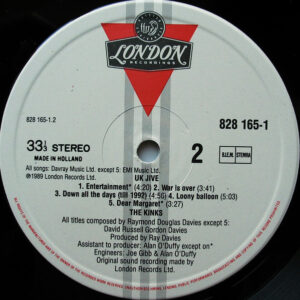 LONDON
RECORDINGS
828 165-1.2
33⅓ STEREO
MADE IN HOLLAND
2
828 165-1
B.I.E.M. STEMRA
All songs: Davray Music Ltd. except 5: EMI Music Ltd.
℗1989 London Records Ltd.
UK JIVE
1. Entertainment* (4:20) 2. War is over (3:41)
3. Down all the days (till 1992) (4:55) 4. Loony balloon (5:03)
5. Dear Margaret* (3:27)
THE KINKS
All titles composed by Raymond Douglas Davies except 5:
David Russell Gordon Davies
Produced by Ray Davies
Assistant to producer: Alan O'Duffy except on*
Engineers: Joe Gibb & Alan O'Duffy
Original sound recording made by
London Records Ltd.